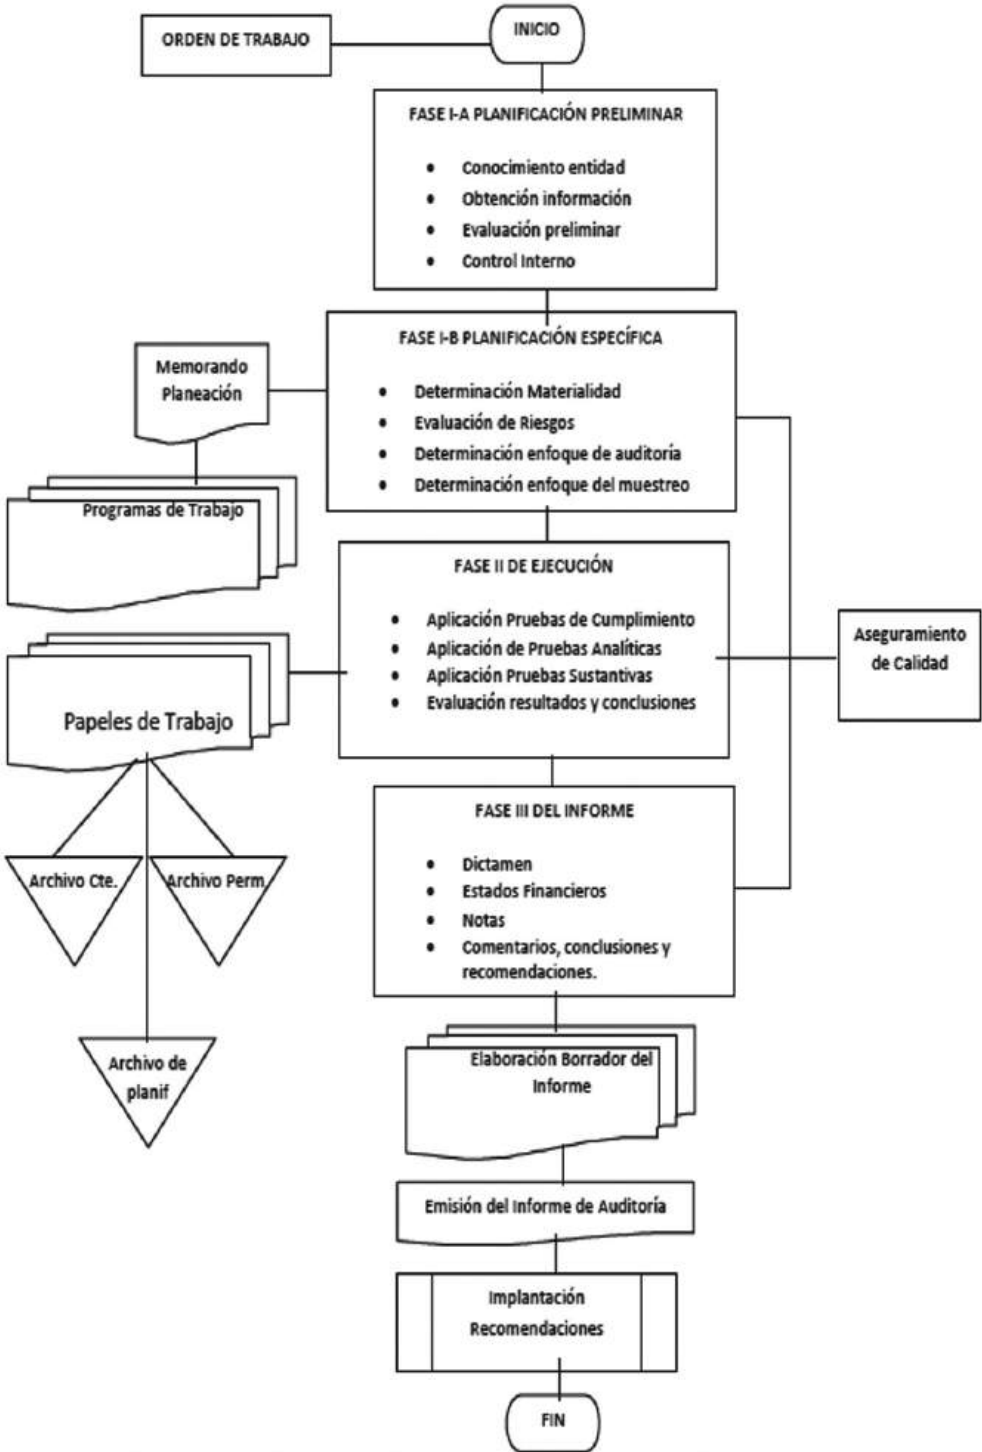 ORDEN DE TRABAJO
INICIO
FASE I-A PLANIFICACIÓN PRELIMINAR
• Conocimiento entidad
• Obtención información
• Evaluación preliminar
• Control Interno
FASE I-B PLANIFICACIÓN ESPECÍFICA
• Determinación Materialidad
• Evaluación de Riesgos
• Determinación enfoque de auditoría
• Determinación enfoque del muestreo
Memorando
Planeación
Programas de Trabajo
FASE II DE EJECUCIÓN
• Aplicación Pruebas de Cumplimiento
• Aplicación de Pruebas Analíticas
• Aplicación Pruebas Sustantivas
• Evaluación resultados y conclusiones
Aseguramiento
de Calidad
Papeles de Trabajo
Archivo Cte.
Archivo Perm.
Archivo de
planif
FASE III DEL INFORME
• Dictamen
• Estados Financieros
• Notas
• Comentarios, conclusiones y
recomendaciones.
Elaboración Borrador del
Informe
Emisión del Informe de Auditoría
Implantación
Recomendaciones
FIN